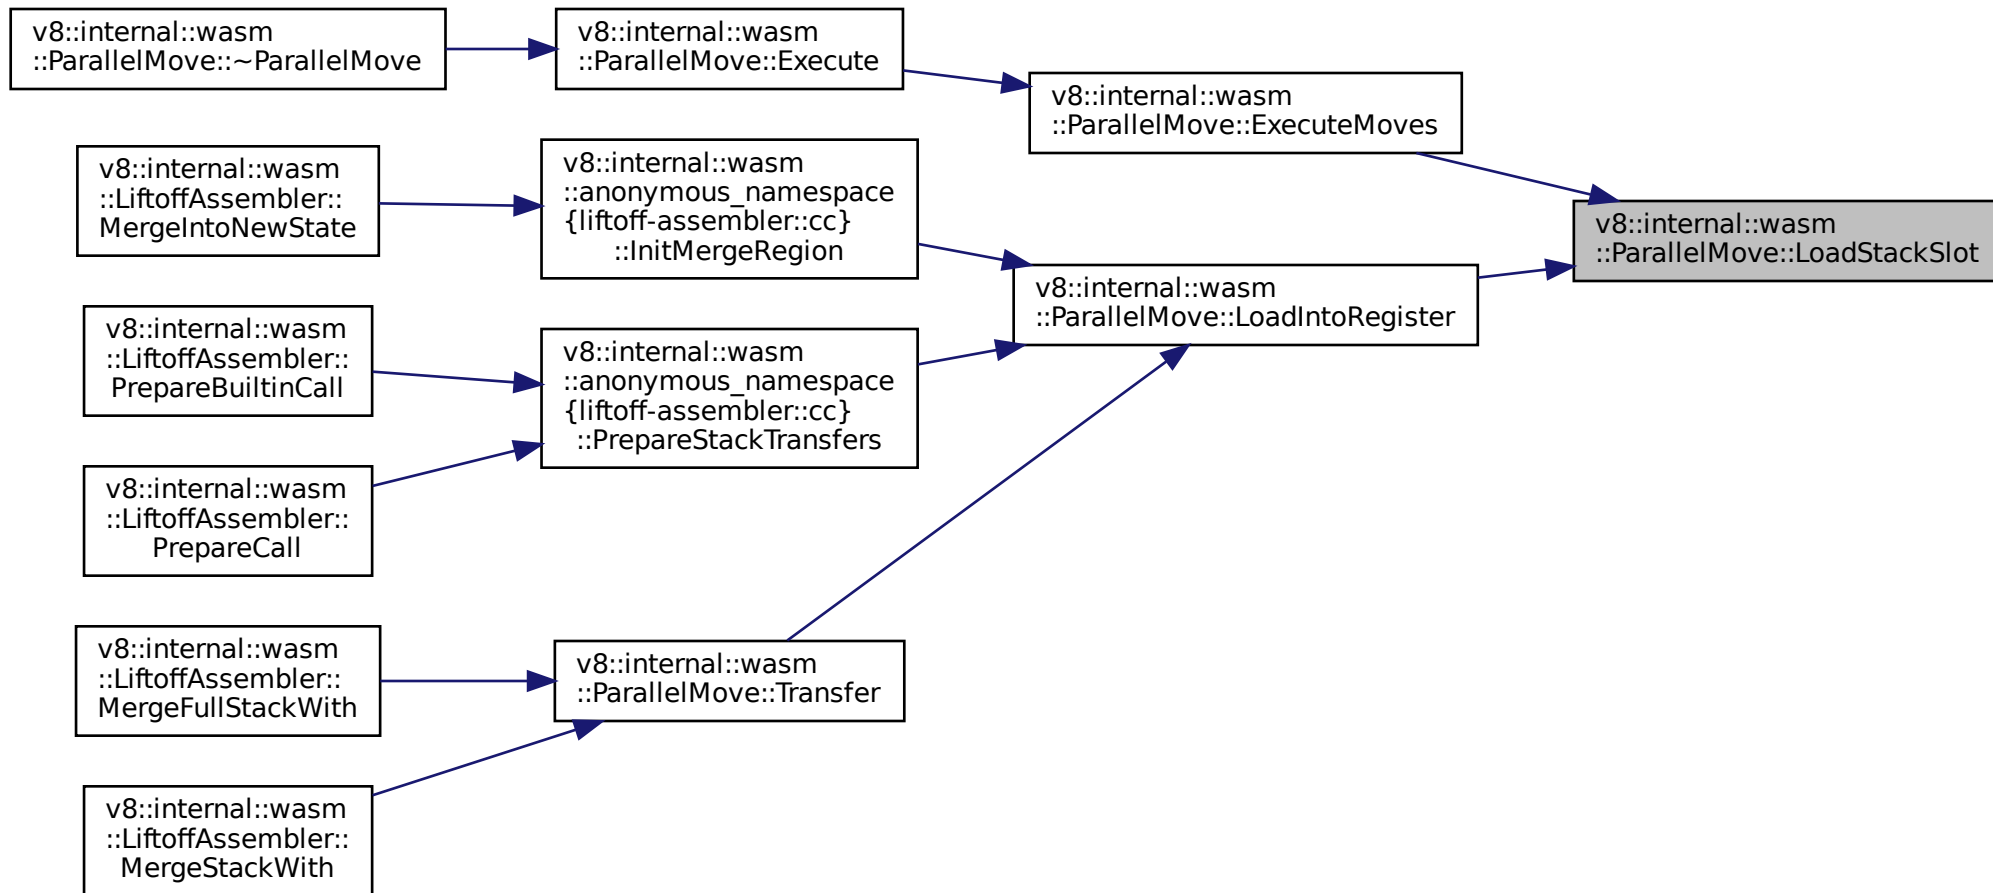 v8::internal::wasm
::ParallelMove::~ParallelMove
v8::internal::wasm
::ParallelMove::Execute
v8::internal::wasm
::ParallelMove::ExecuteMoves
v8::internal::wasm
::ParallelMove::LoadStackSlot
v8::internal::wasm
::LiftoffAssembler::
MergeIntoNewState
v8::internal::wasm
::anonymous_namespace
{liftoff-assembler::cc}
::InitMergeRegion
v8::internal::wasm
::ParallelMove::LoadIntoRegister
v8::internal::wasm
::LiftoffAssembler::
PrepareBuiltinCall
v8::internal::wasm
::anonymous_namespace
{liftoff-assembler::cc}
::PrepareStackTransfers
v8::internal::wasm
::LiftoffAssembler::
PrepareCall
v8::internal::wasm
::LiftoffAssembler::
MergeFullStackWith
v8::internal::wasm
::ParallelMove::Transfer
v8::internal::wasm
::LiftoffAssembler::
MergeStackWith